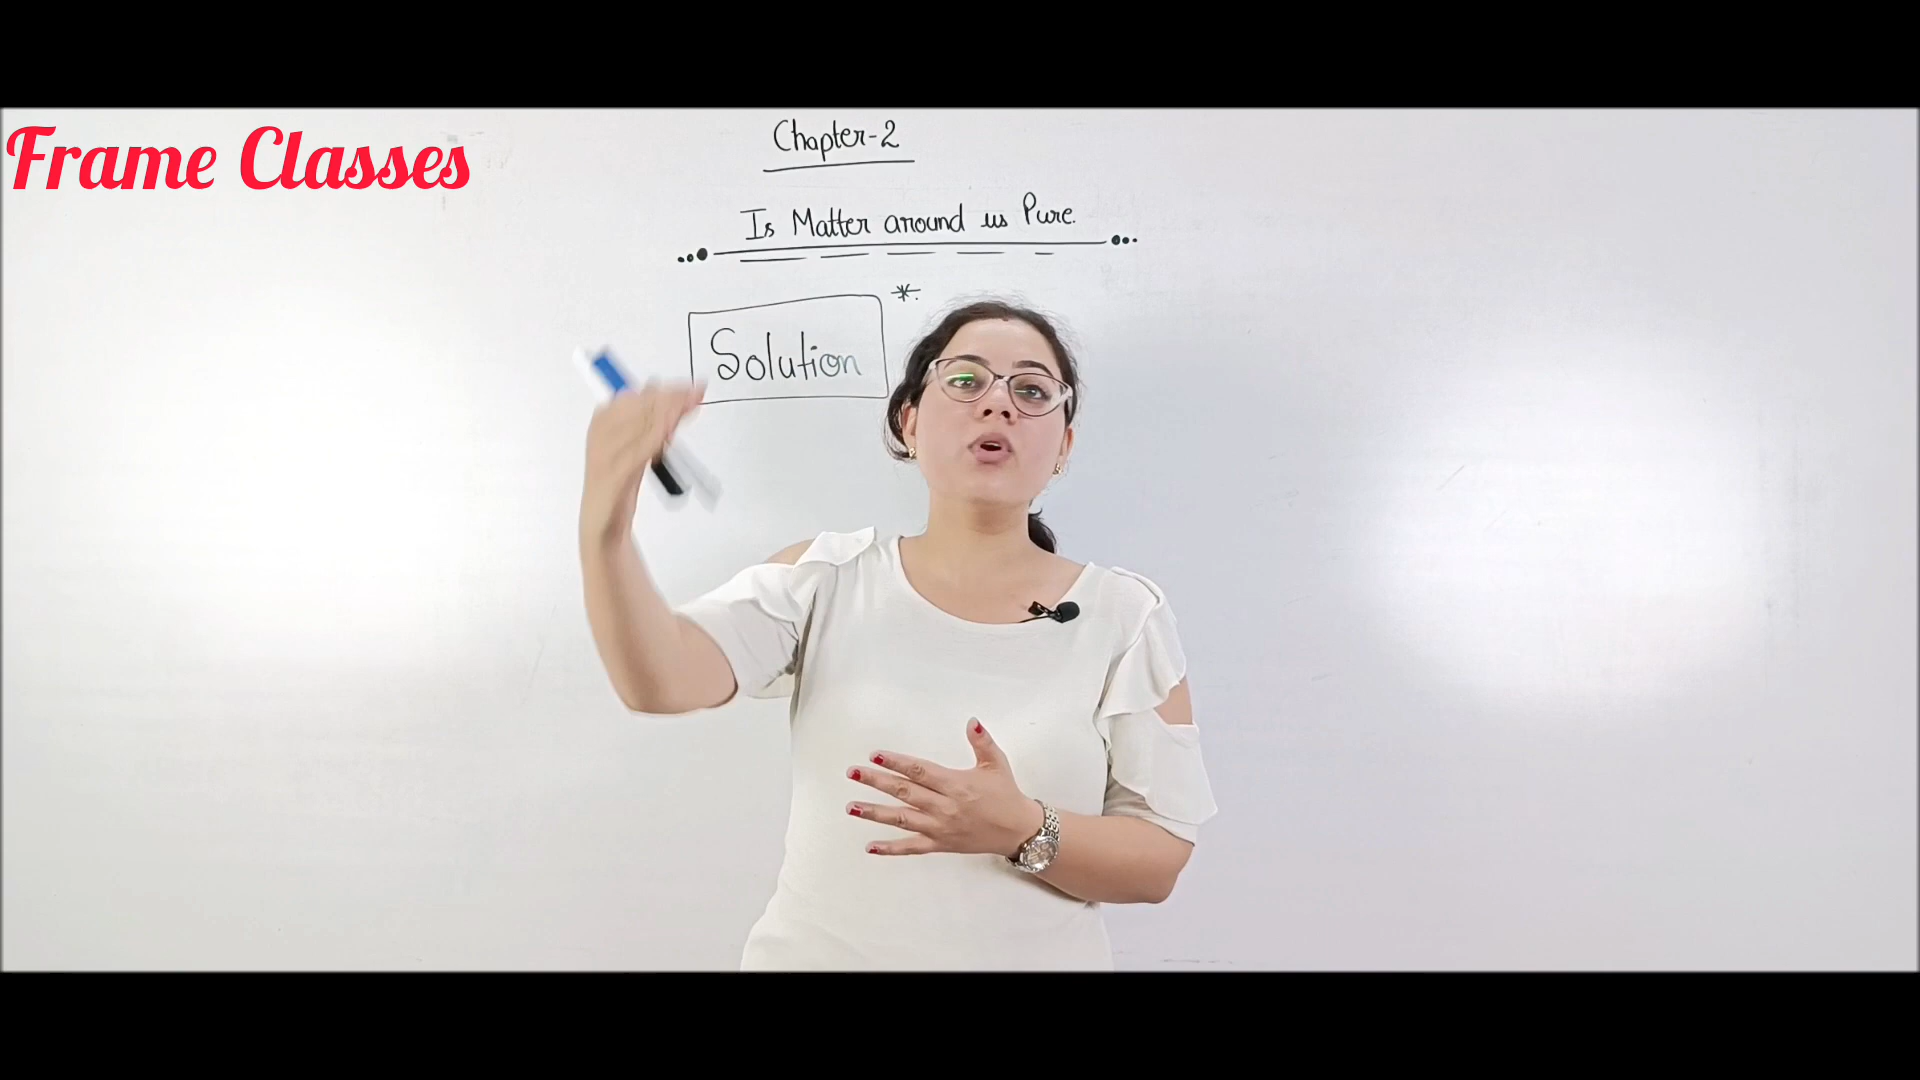 Frame Classes
Chapter-2
Is Matter around us Pure.
*.
Solution